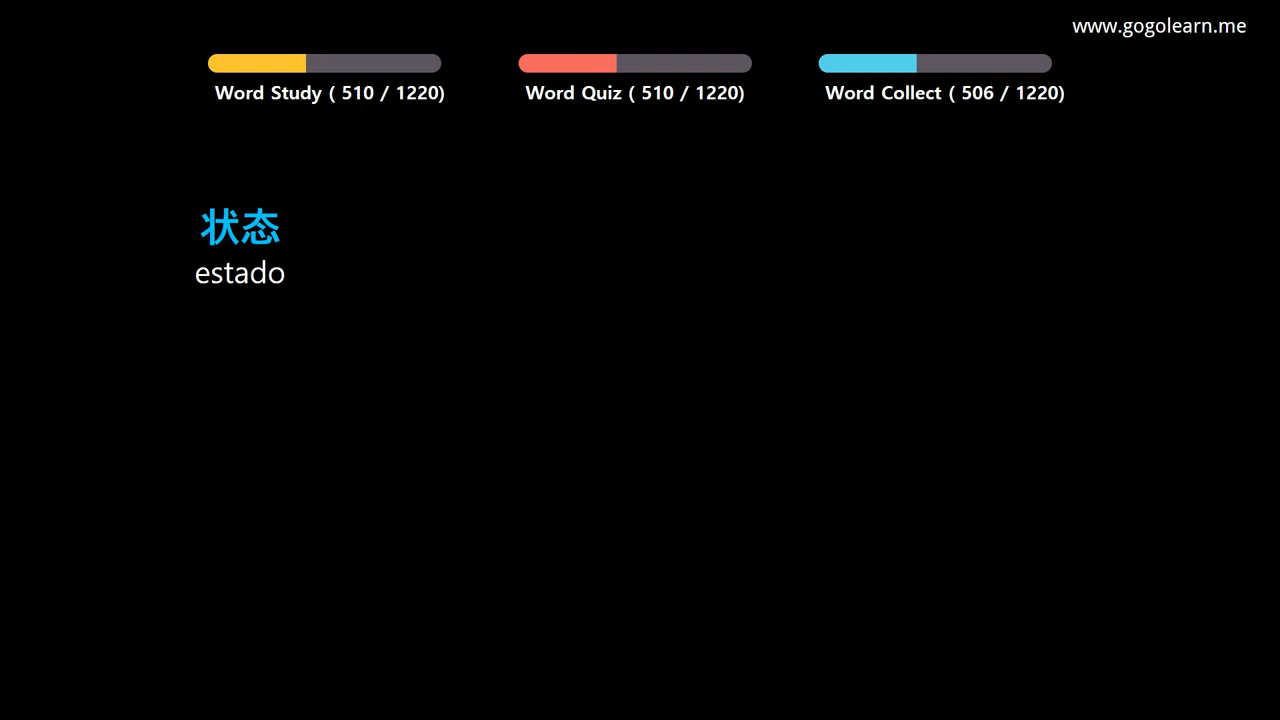 www.gogolearn.me
Word Study ( 510 / 1220)
Word Quiz ( 510 / 1220)
Word Collect ( 506 / 1220)
状态
estado